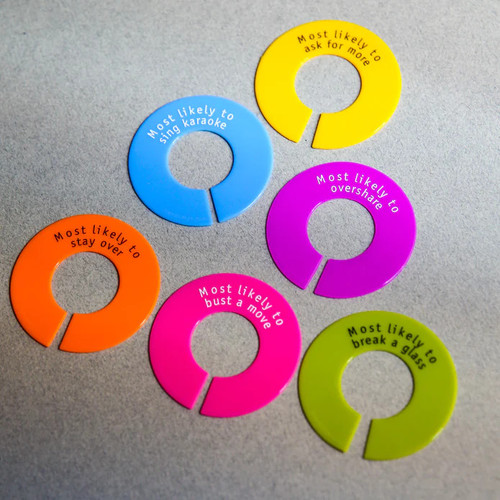 Most likely to
ask for more
Most likely to
sing karaoke
Most likely to
overshare
Most likely to
stay over
Most likely to
bust a move
Most likely to
break a glass